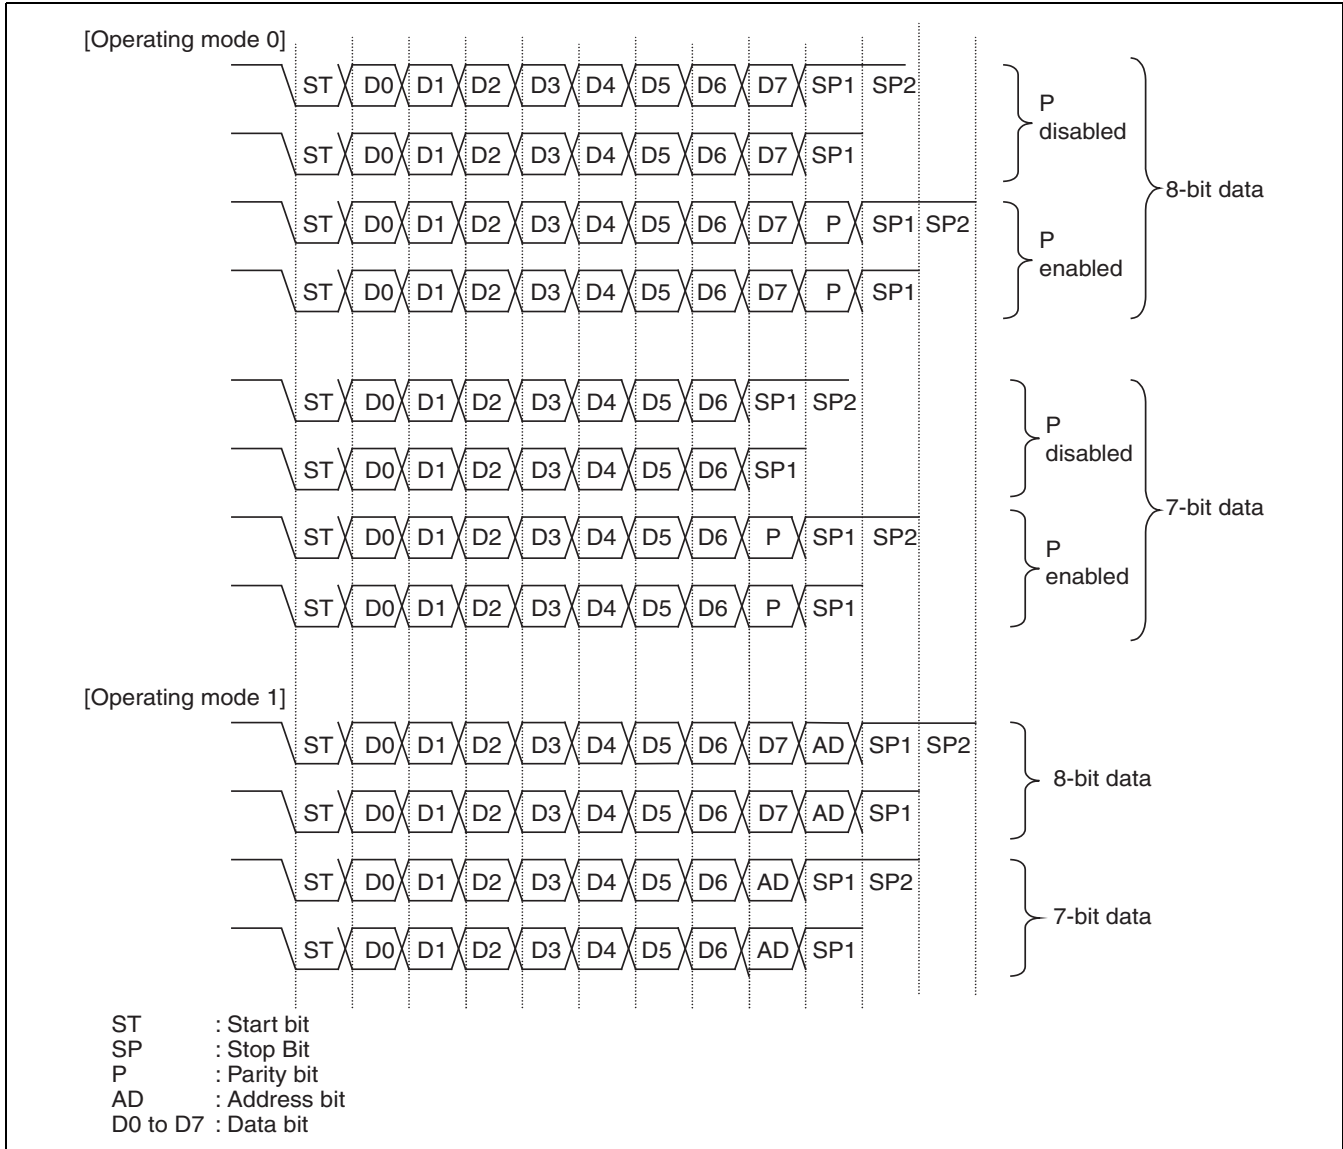 [Operating mode 0]
ST D0 D1 D2 D3 D4 D5 D6 D7 SP1 SP2
ST D0 D1 D2 D3 D4 D5 D6 D7 SP1
P
disabled
ST D0 D1 D2 D3 D4 D5 D6 D7 P SP1 SP2
ST D0 D1 D2 D3 D4 D5 D6 D7 P SP1
P
enabled
8-bit data
ST D0 D1 D2 D3 D4 D5 D6 SP1 SP2
ST D0 D1 D2 D3 D4 D5 D6 SP1
P
disabled
ST D0 D1 D2 D3 D4 D5 D6 P SP1 SP2
ST D0 D1 D2 D3 D4 D5 D6 P SP1
P
enabled
7-bit data
[Operating mode 1]
ST D0 D1 D2 D3 D4 D5 D6 D7 AD SP1 SP2
ST D0 D1 D2 D3 D4 D5 D6 D7 AD SP1
8-bit data
ST D0 D1 D2 D3 D4 D5 D6 AD SP1 SP2
ST D0 D1 D2 D3 D4 D5 D6 AD SP1
7-bit data
ST : Start bit
SP : Stop Bit
P : Parity bit
AD : Address bit
D0 to D7 : Data bit